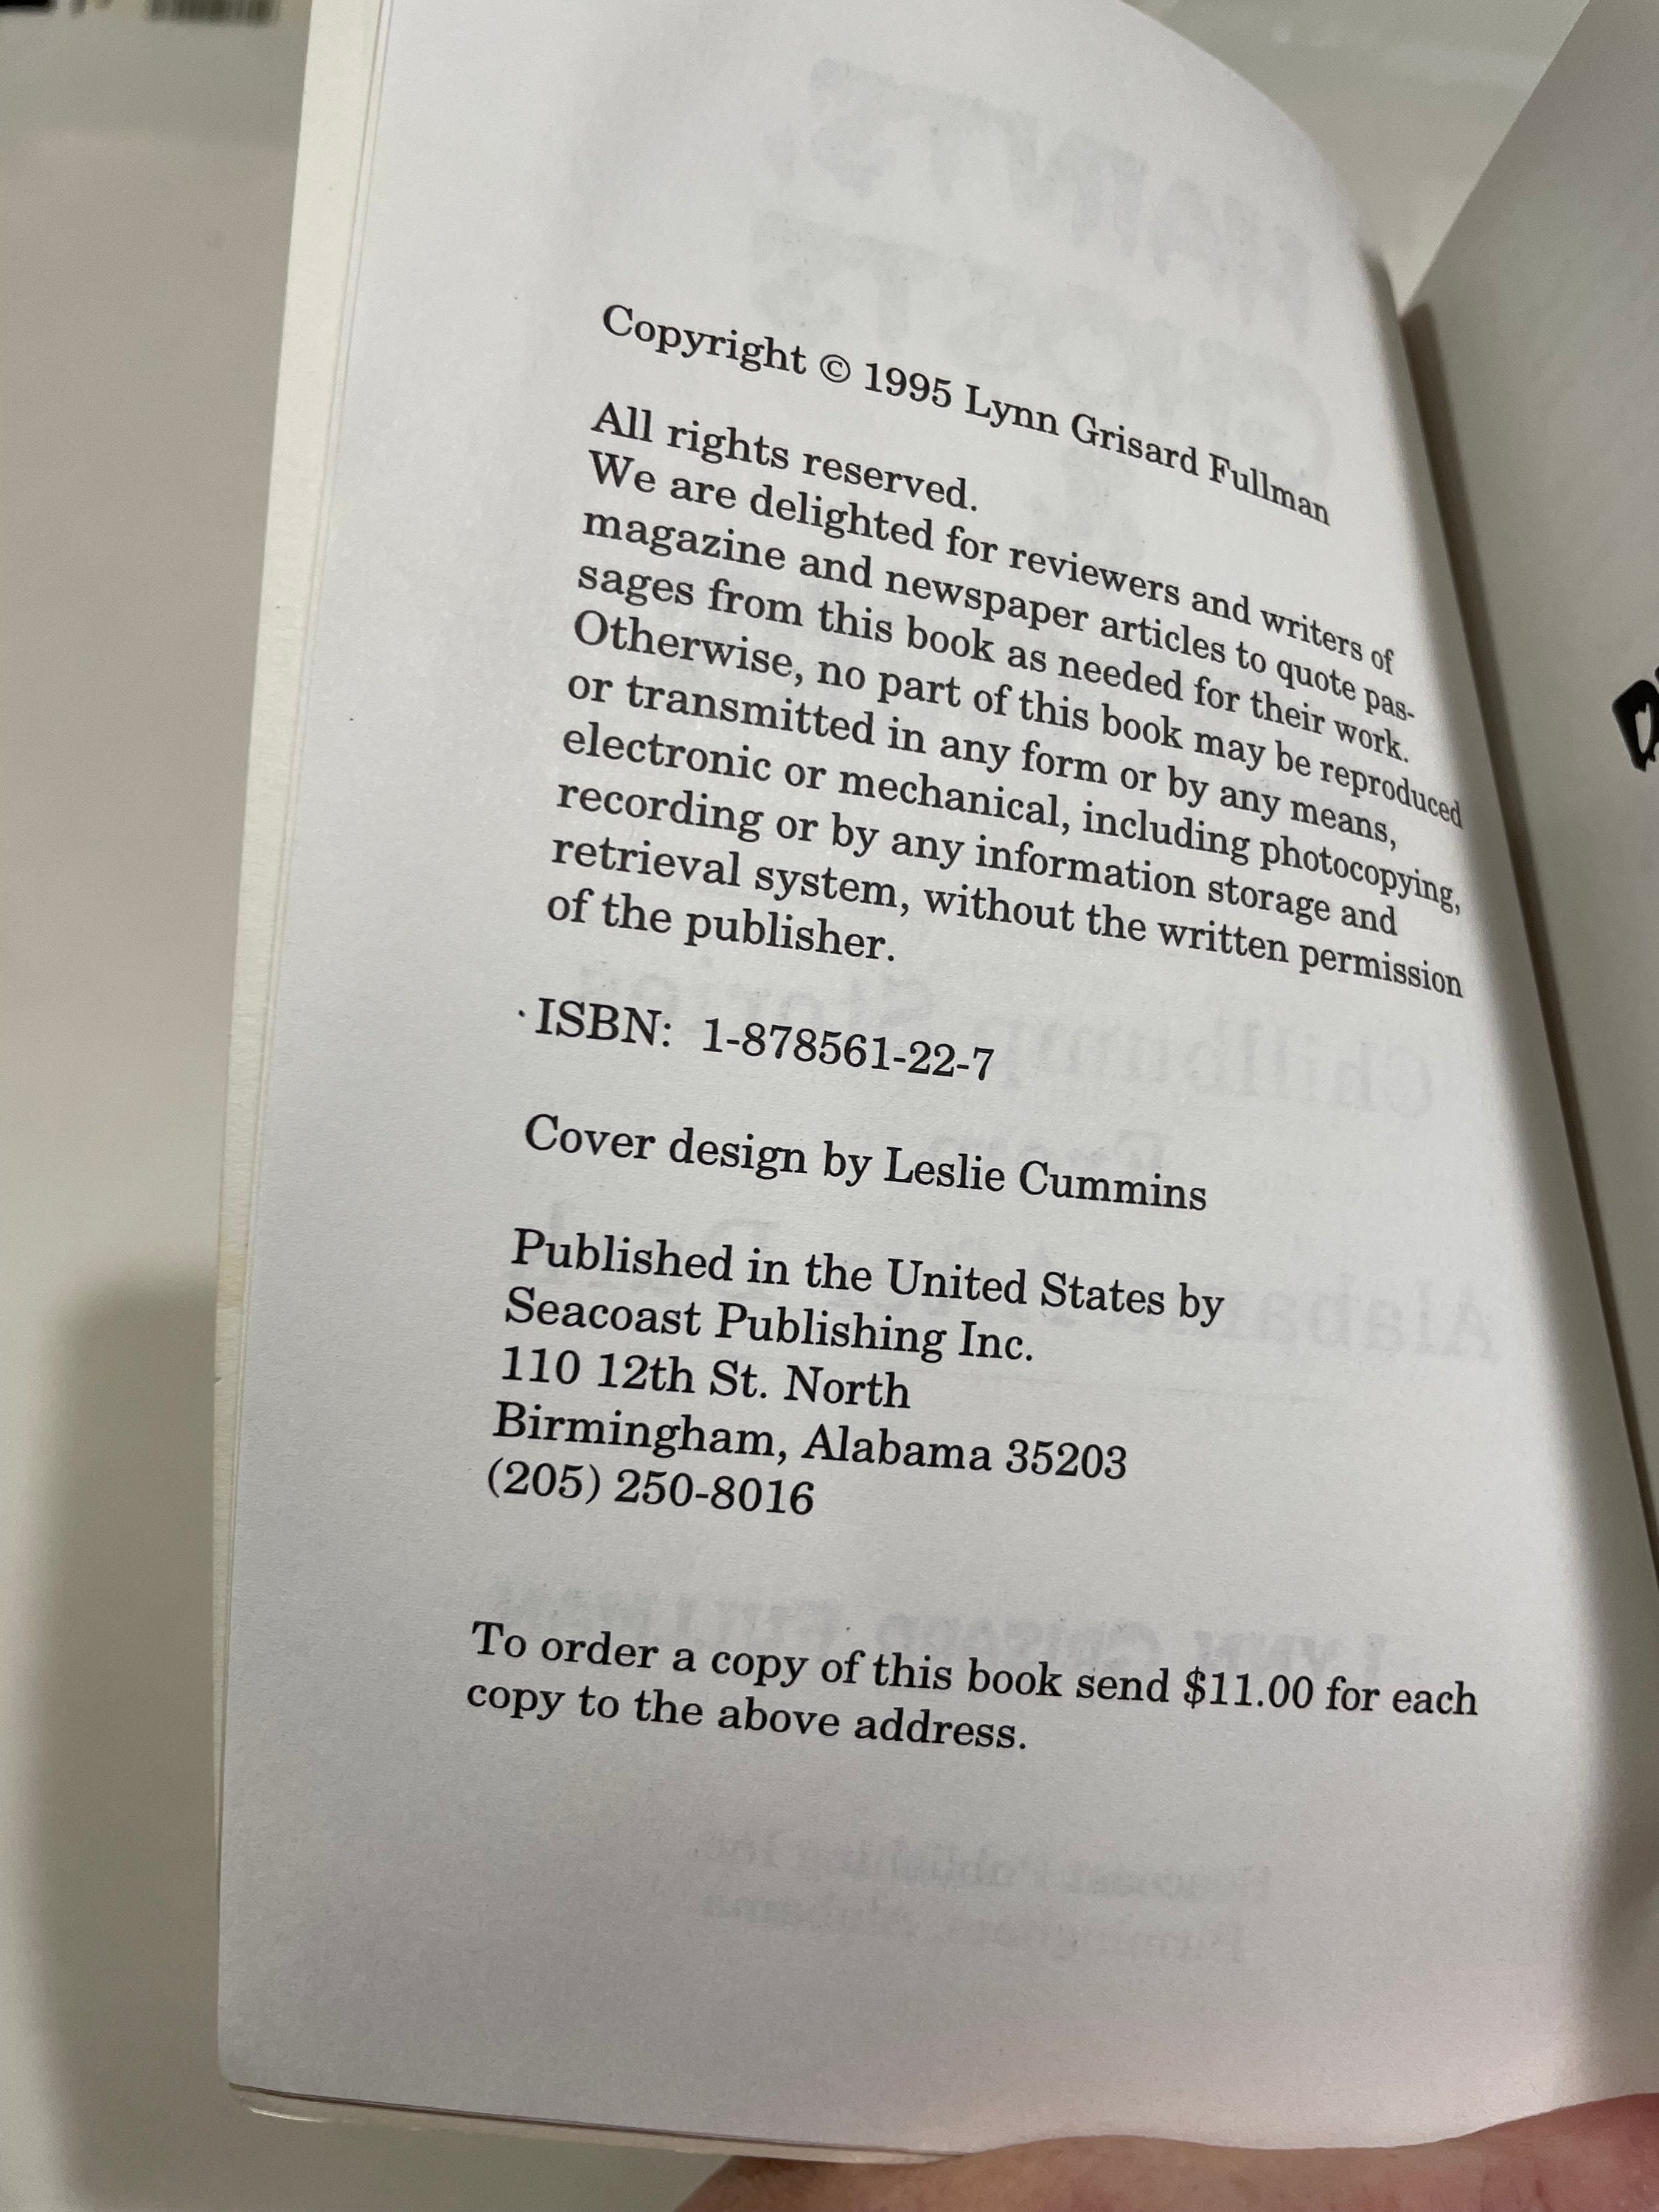 Copyright © 1995 Lynn Grisard Fullman
All rights reserved.
We are delighted for reviewers and writers of
magazine and newspaper articles to quote pas-
sages from this book as needed for their work.
Otherwise, no part of this book may be reproduced
or transmitted in any form or by any means,
electronic or mechanical, including photocopying,
recording or by any information storage and
retrieval system, without the written permission
of the publisher.
ISBN: 1-878561-22-7
Cover design by Leslie Cummins
Published in the United States by
Seacoast Publishing Inc.
110 12th St. North
Birmingham, Alabama 35203
(205) 250-8016
To order a copy of this book send $11.00 for each
copy to the above address.